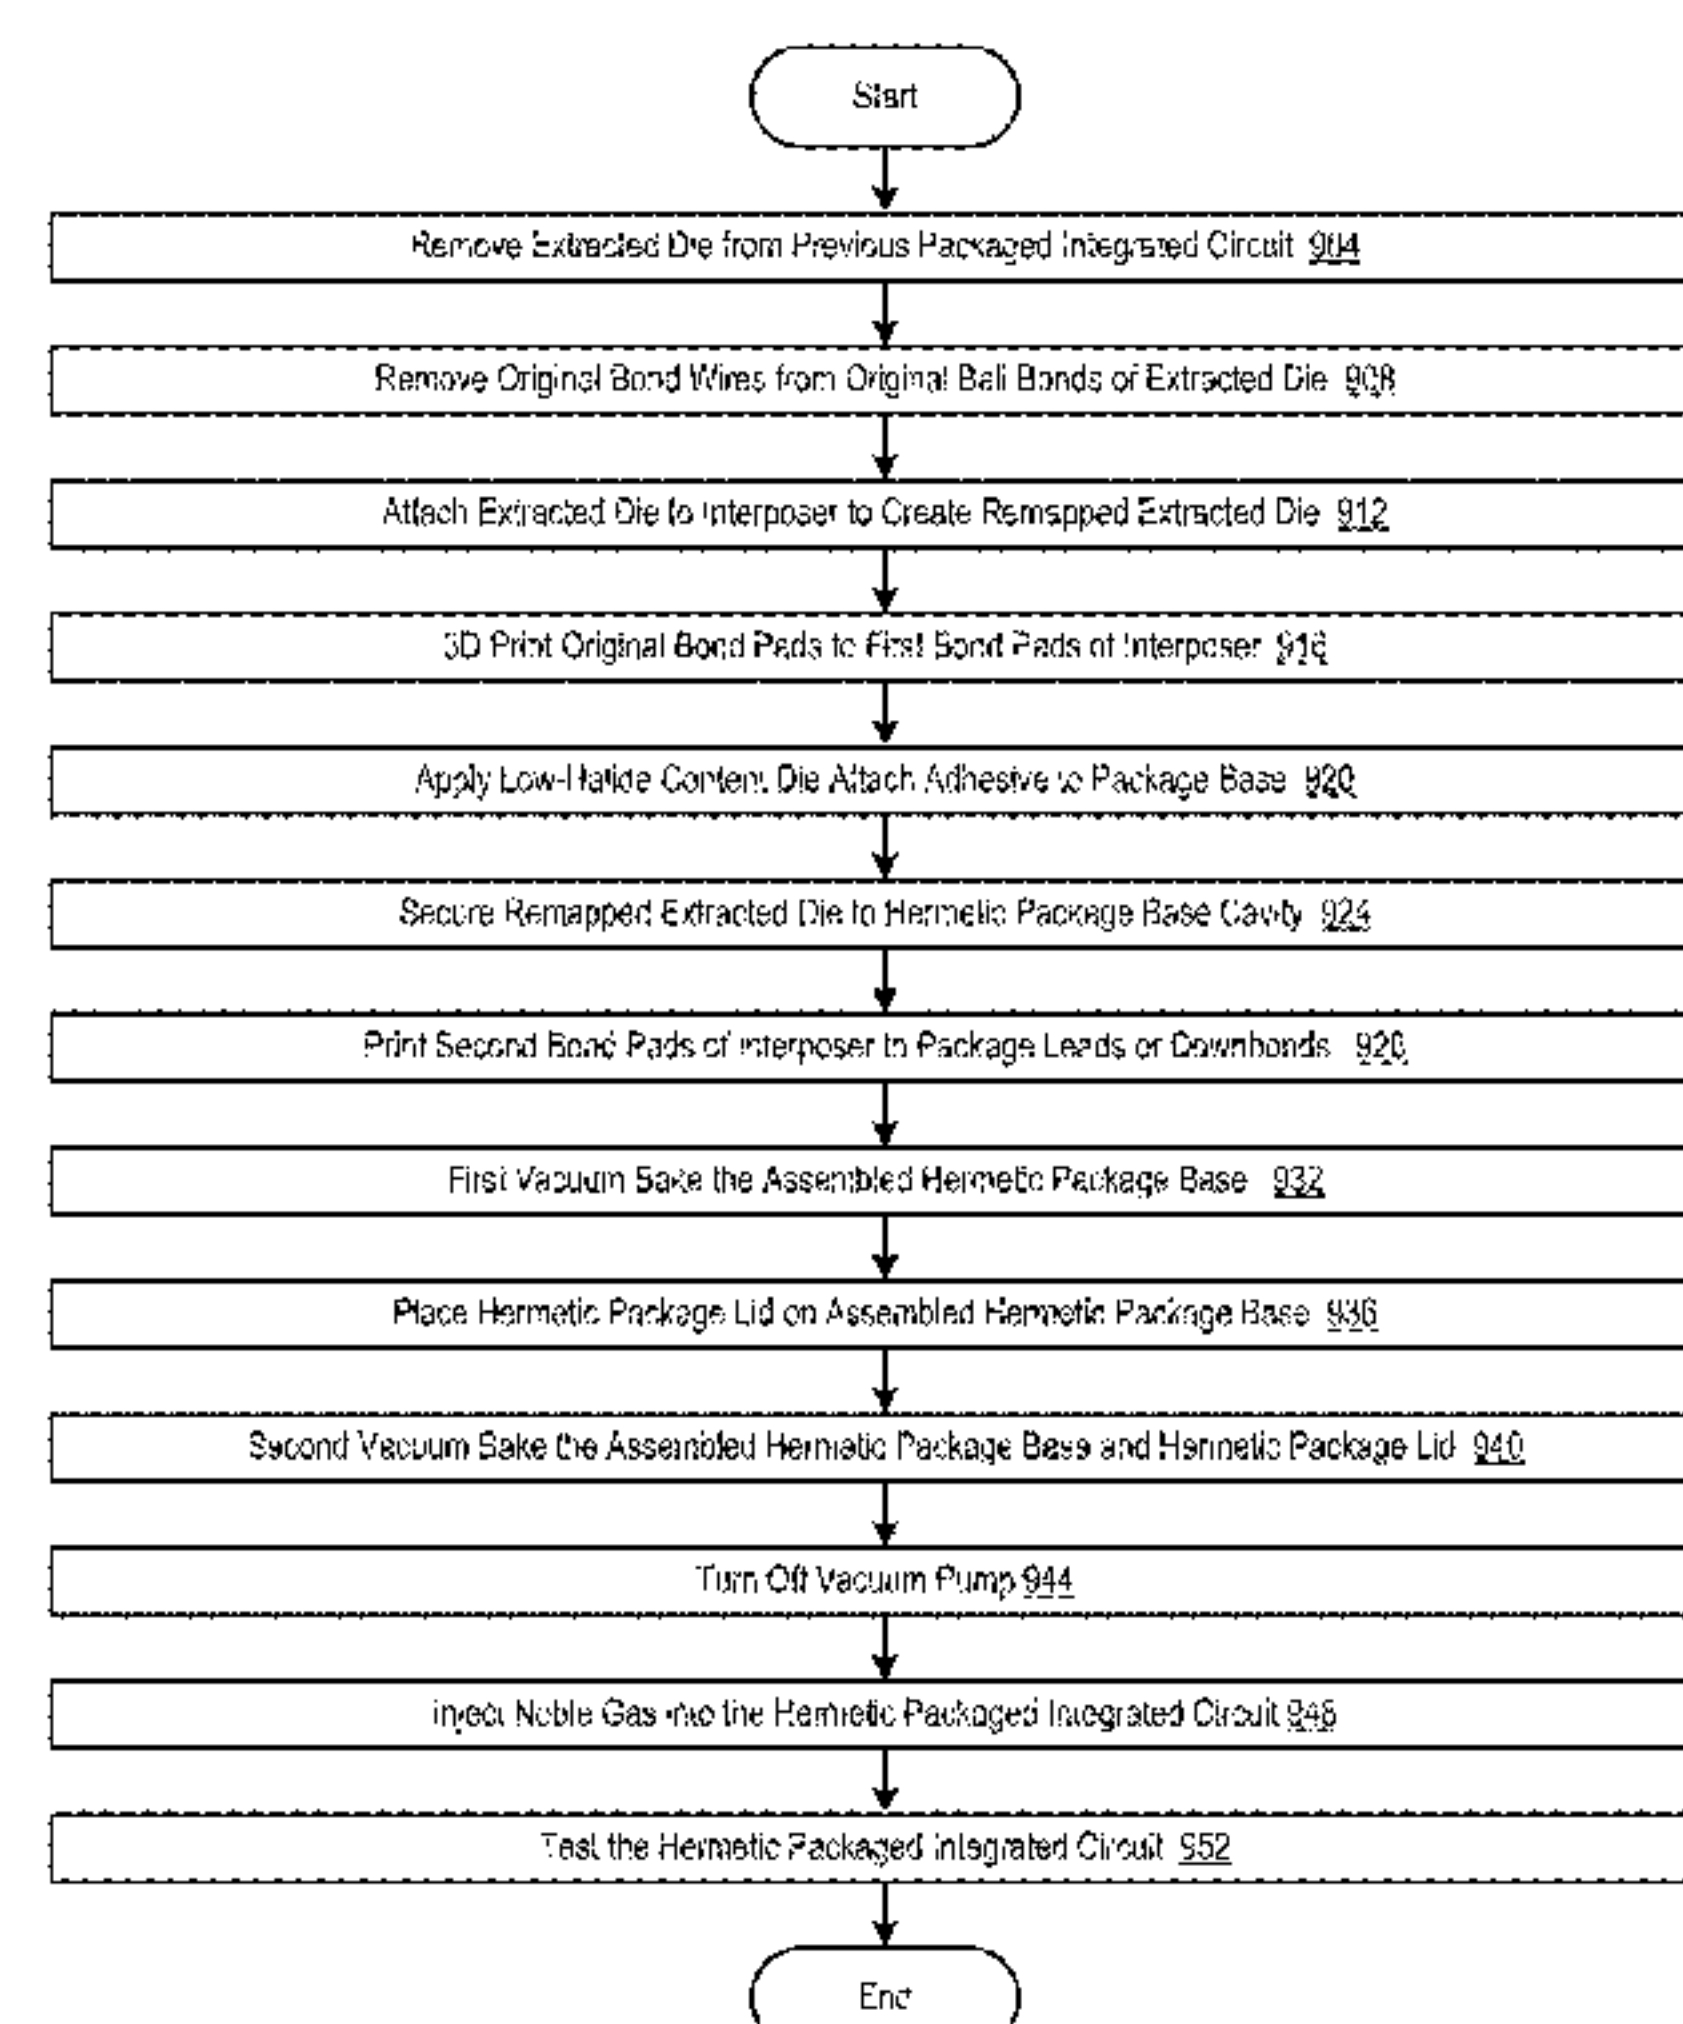 Start
Remove Extracted Die from Previous Packaged Integrated Circuit 904
Remove Original Bond Wires from Original Ball Bonds of Extracted Die 908
Attach Extracted Die to Interposer to Create Remapped Extracted Die 912
3D Print Original Bond Pads to First Bond Pads of Interposer 916
Apply Low-Halide Content Die Attach Adhesive to Package Base 920
Secure Remapped Extracted Die to Hermetic Package Base Cavity 924
Print Second Bond Pads of Interposer to Package Leads or Downbonds 928
First Vacuum Bake the Assembled Hermetic Package Base 932
Place Hermetic Package Lid on Assembled Hermetic Package Base 936
Second Vacuum Bake the Assembled Hermetic Package Base and Hermetic Package Lid 940
Turn Off Vacuum Pump 944
Inject Noble Gas into the Hermetic Packaged Integrated Circuit 948
Test the Hermetic Packaged Integrated Circuit 952
End